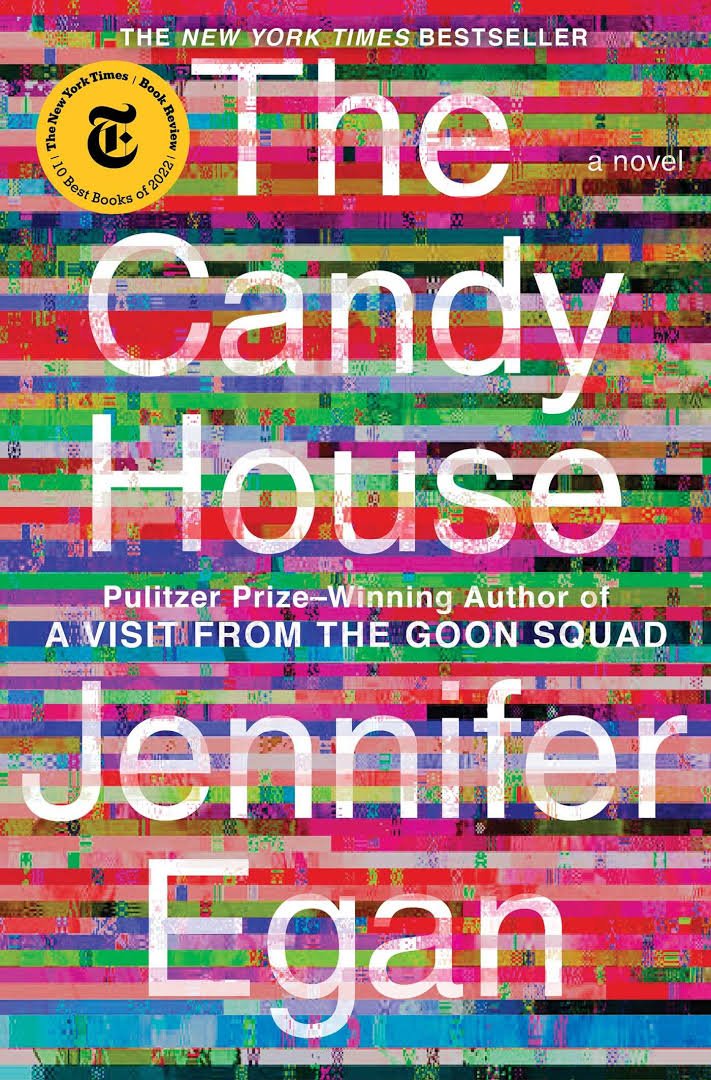 THE NEW YORK TIMES BESTSELLER
The New York Times | Book Review
| 10 Best Books of 2022 |
The
a novel
Candy
House
Pulitzer Prize–Winning Author of
A VISIT FROM THE GOON SQUAD
Jennifer
Egan